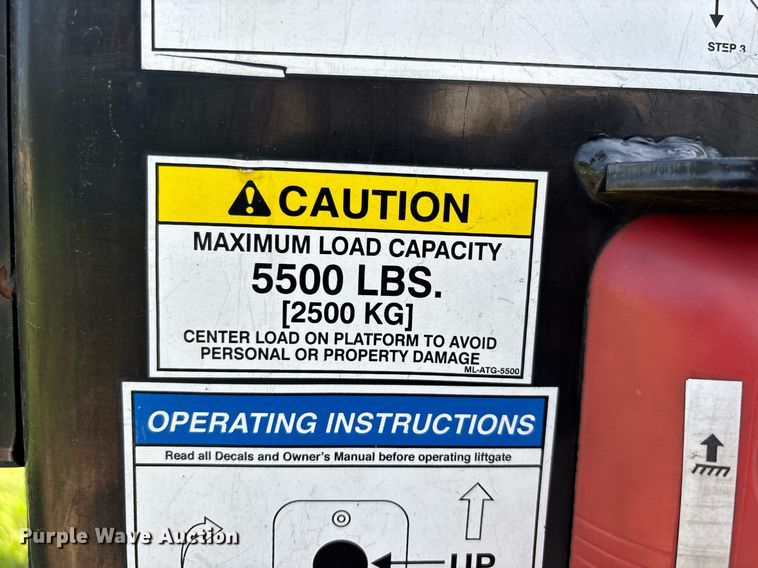 STEP 3
CAUTION
MAXIMUM LOAD CAPACITY
5500 LBS.
[2500 KG]
CENTER LOAD ON PLATFORM TO AVOID
PERSONAL OR PROPERTY DAMAGE
ML-ATG-5500
OPERATING INSTRUCTIONS
Read all Decals and Owner's Manual before operating liftgate
UP
Purple Wave Auction